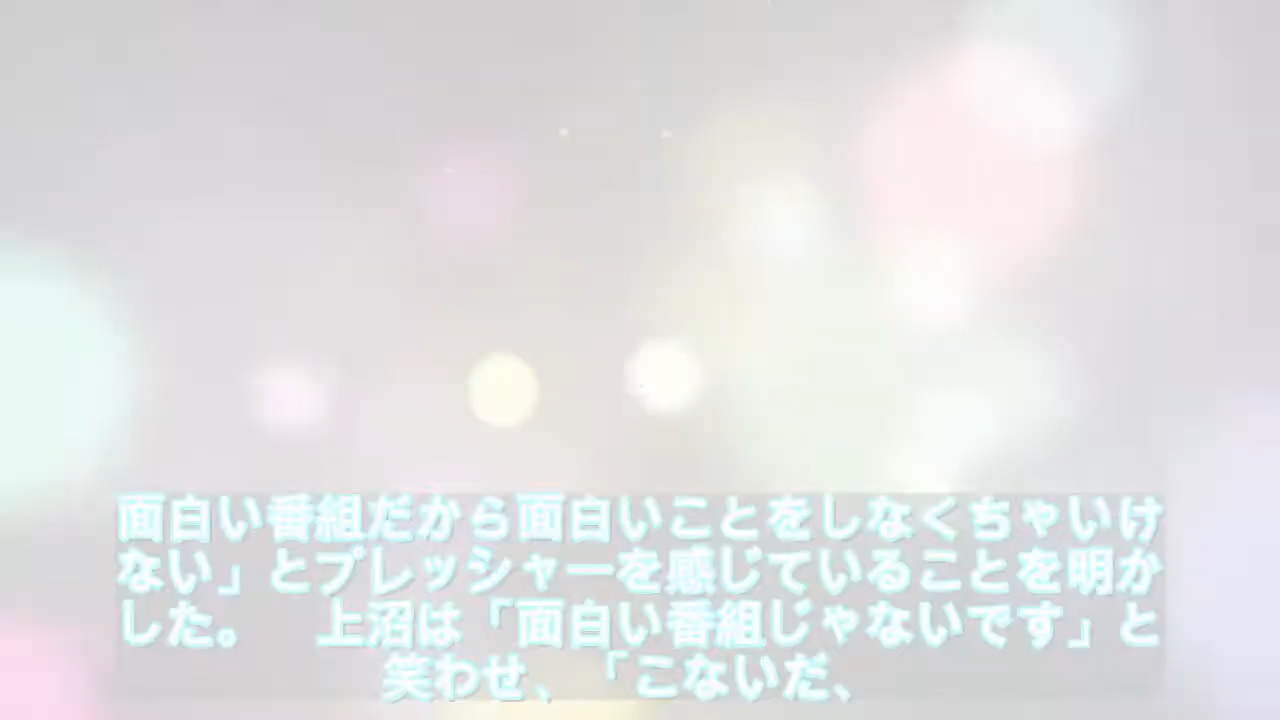 面白い番組だから面白いことをしなくちゃいけ
ない」とプレッシャーを感じていることを明か
した。　上沼は「面白い番組じゃないです」と
笑わせ、「こないだ、